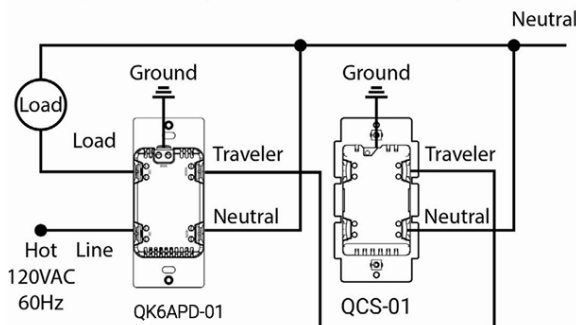 Neutral
Ground
Ground
Load
Load
Traveler
Traveler
Neutral
Neutral
Hot
Line
120VAC
60Hz
QK6APD-01
QCS-01